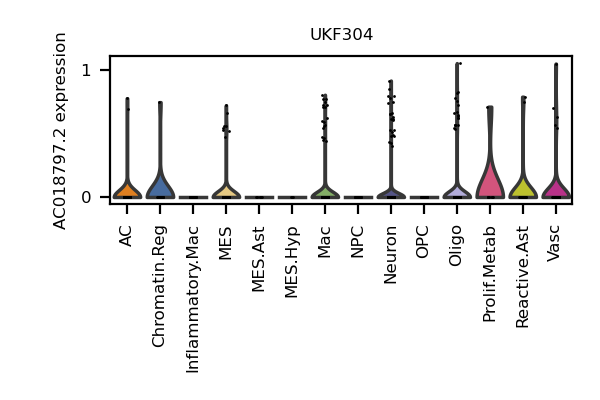 UKF304
AC018797.2 expression
1
0
AC
Chromatin.Reg
Inflammatory.Mac
MES
MES.Ast
MES.Hyp
Mac
NPC
Neuron
OPC
Oligo
Prolif.Metab
Reactive.Ast
Vasc